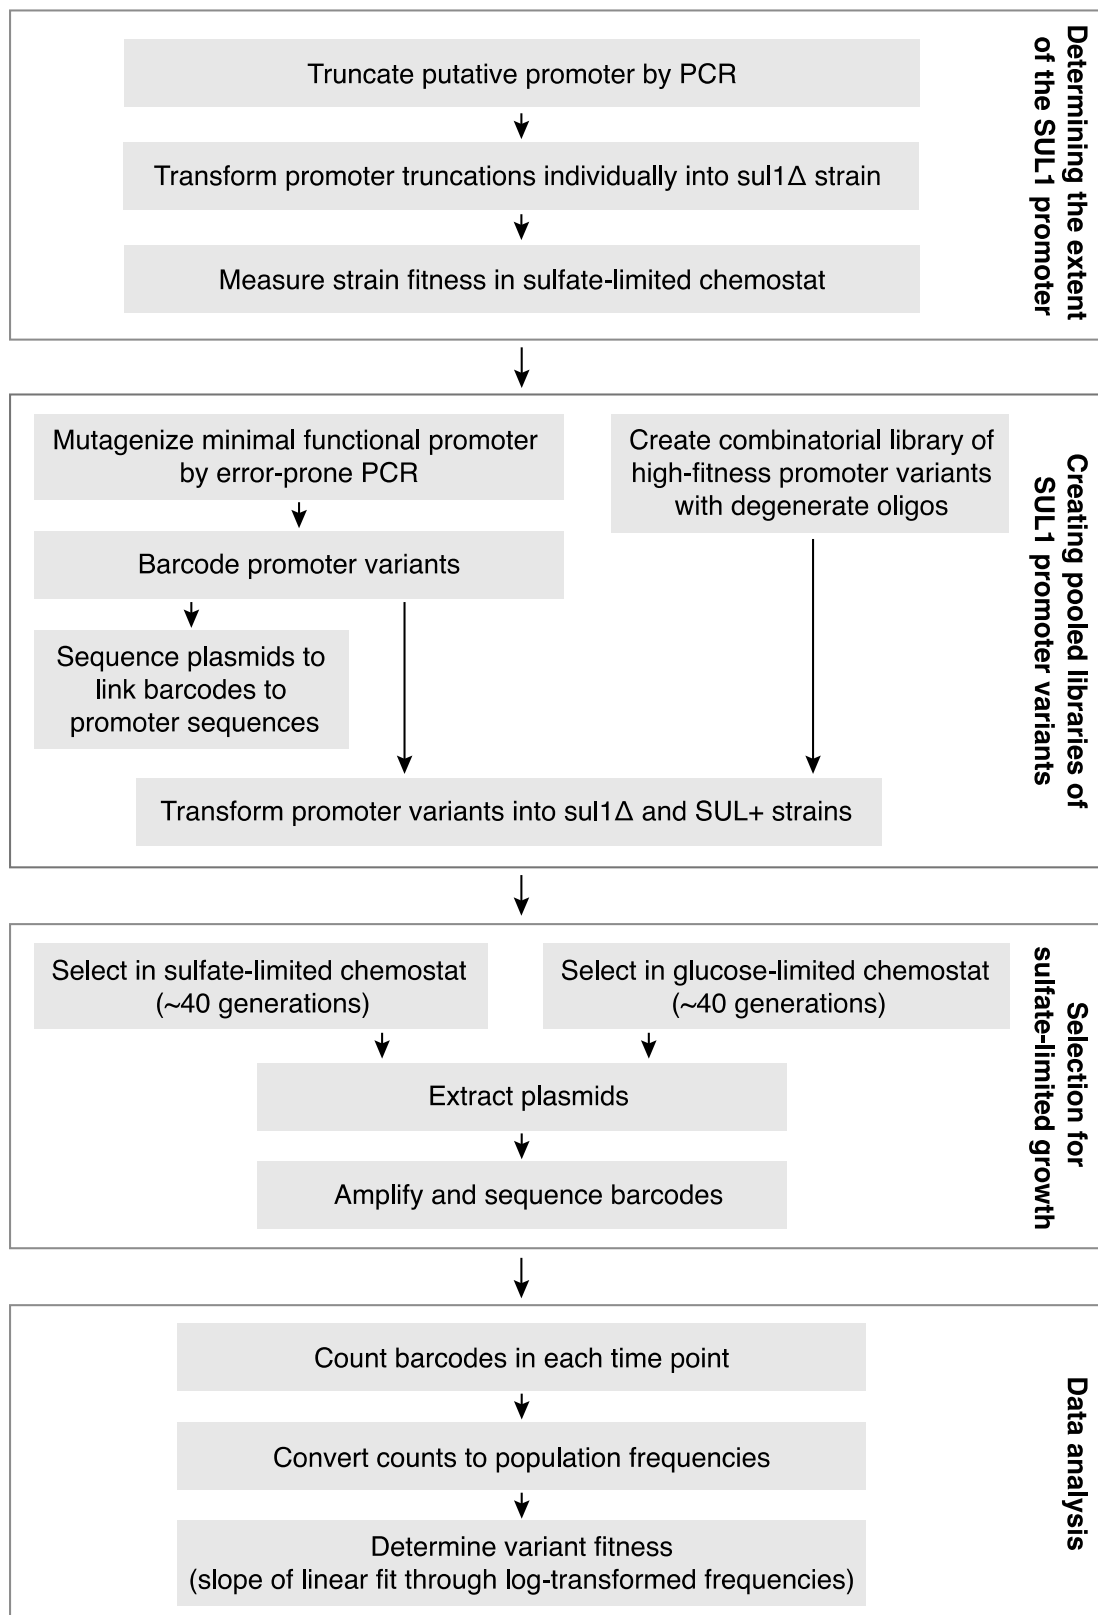 Truncate putative promoter by PCR
Transform promoter truncations individually into sul1Δ strain
Measure strain fitness in sulfate-limited chemostat
Determining the extent
of the SUL1 promoter
Mutagenize minimal functional promoter
by error-prone PCR
Create combinatorial library of
high-fitness promoter variants
with degenerate oligos
Barcode promoter variants
Sequence plasmids to
link barcodes to
promoter sequences
Transform promoter variants into sul1Δ and SUL+ strains
Creating pooled libraries of
SUL1 promoter variants
Select in sulfate-limited chemostat
(~40 generations)
Select in glucose-limited chemostat
(~40 generations)
Extract plasmids
Amplify and sequence barcodes
Selection for
sulfate-limited growth
Count barcodes in each time point
Convert counts to population frequencies
Determine variant fitness
(slope of linear fit through log-transformed frequencies)
Data analysis